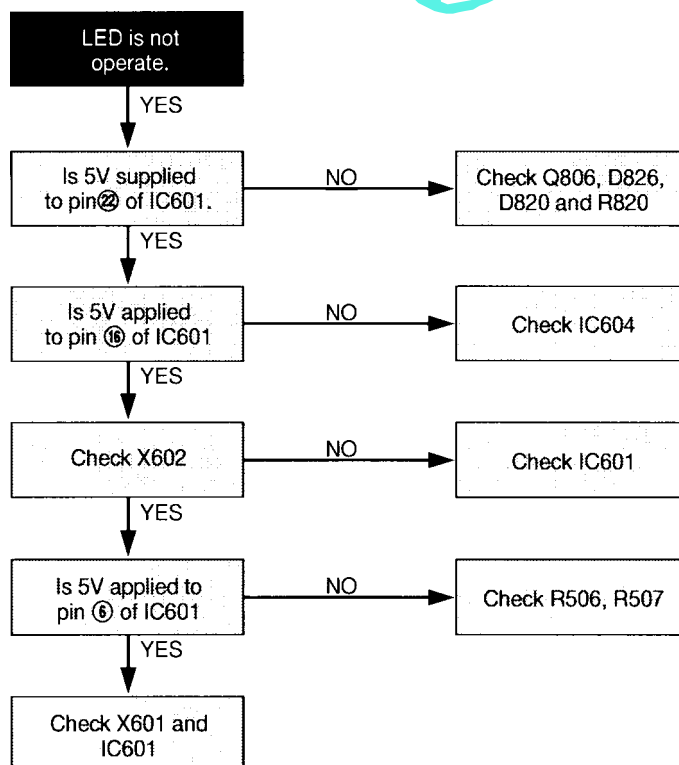 LED is not
operate.
YES
Is 5V supplied
to pin㉒ of IC601.
NO
Check Q806, D826,
D820 and R820
YES
Is 5V applied
to pin ⑯ of IC601
NO
Check IC604
YES
Check X602
NO
Check IC601
YES
Is 5V applied to
pin ⑥ of IC601
NO
Check R506, R507
YES
Check X601 and
IC601